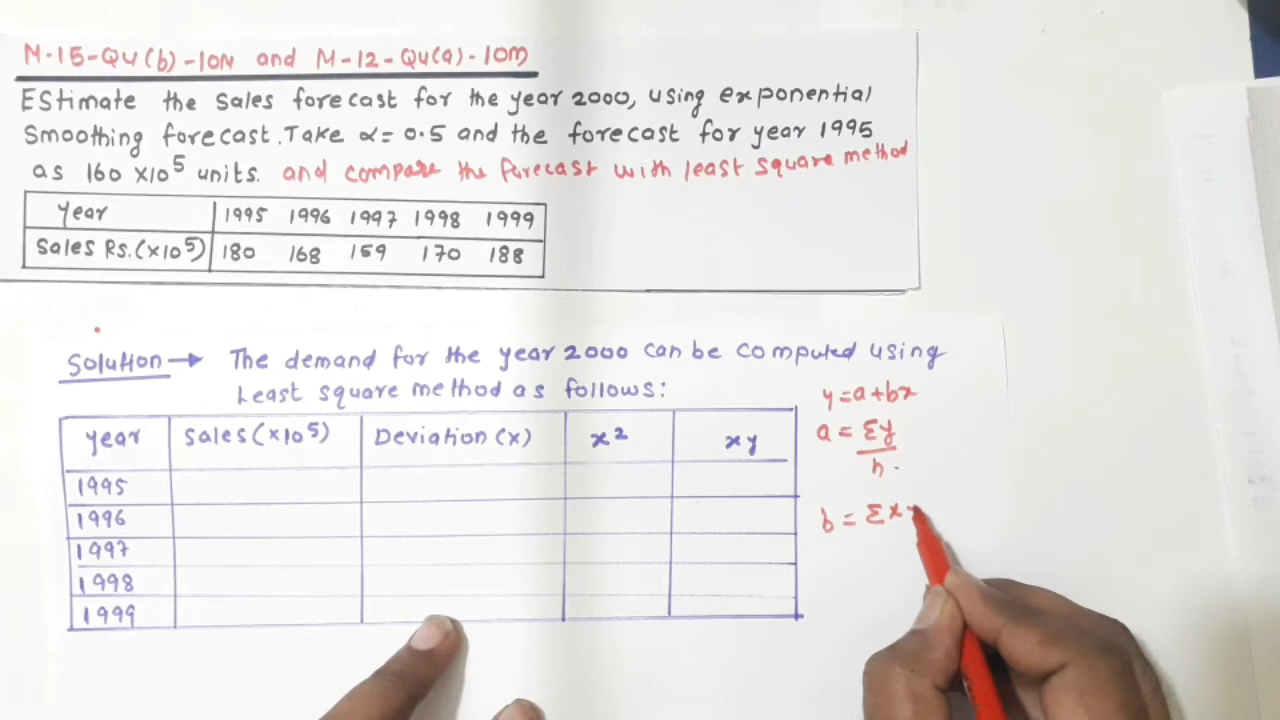 M-15-QU(b)-10M and M-12-QU(a)-10M
EStimate the sales forecast for the year 2000, using exponential
Smoothing forecast. Take α= 0.5 and the forecast for year 1995
as 160 ×10⁵ units. and compare the forecast with least square method
year 1995 1996 1997 1998 1999
Sales Rs.(×10⁵) 180 168 159 170 188
Solution → The demand for the year 2000 can be computed using
Least square method as follows:
year Sales(×10⁵) Deviation (x) x² xy
1995
1996
1997
1998
1999
y=a+bx
a = Σy
n
b = Σx